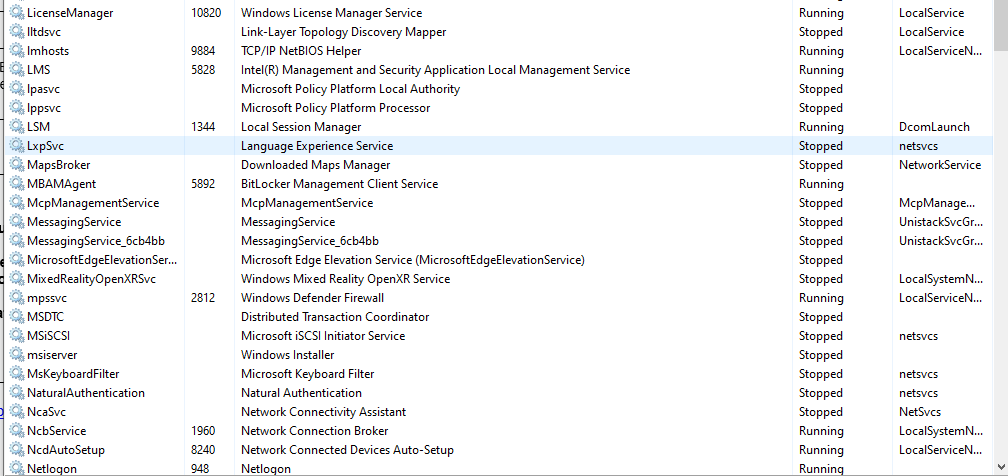 LicenseManager 10820 Windows License Manager Service Running LocalService
lltdsvc Link-Layer Topology Discovery Mapper Stopped LocalService
lmhosts 9884 TCP/IP NetBIOS Helper Running LocalServiceN...
LMS 5828 Intel(R) Management and Security Application Local Management Service Running
lpasvc Microsoft Policy Platform Local Authority Stopped
lppsvc Microsoft Policy Platform Processor Stopped
LSM 1344 Local Session Manager Running DcomLaunch
LxpSvc Language Experience Service Stopped netsvcs
MapsBroker Downloaded Maps Manager Stopped NetworkService
MBAMAgent 5892 BitLocker Management Client Service Running
McpManagementService McpManagementService Stopped McpManage...
MessagingService MessagingService Stopped UnistackSvcGr...
MessagingService_6cb4bb MessagingService_6cb4bb Stopped UnistackSvcGr...
MicrosoftEdgeElevationSer... Microsoft Edge Elevation Service (MicrosoftEdgeElevationService) Stopped
MixedRealityOpenXRSvc Windows Mixed Reality OpenXR Service Stopped LocalSystemN...
mpssvc 2812 Windows Defender Firewall Running LocalServiceN...
MSDTC Distributed Transaction Coordinator Stopped
MSiSCSI Microsoft iSCSI Initiator Service Stopped netsvcs
msiserver Windows Installer Stopped
MsKeyboardFilter Microsoft Keyboard Filter Stopped netsvcs
NaturalAuthentication Natural Authentication Stopped netsvcs
NcaSvc Network Connectivity Assistant Stopped NetSvcs
NcbService 1960 Network Connection Broker Running LocalSystemN...
NcdAutoSetup 8240 Network Connected Devices Auto-Setup Running LocalServiceN...
Netlogon 948 Netlogon Running